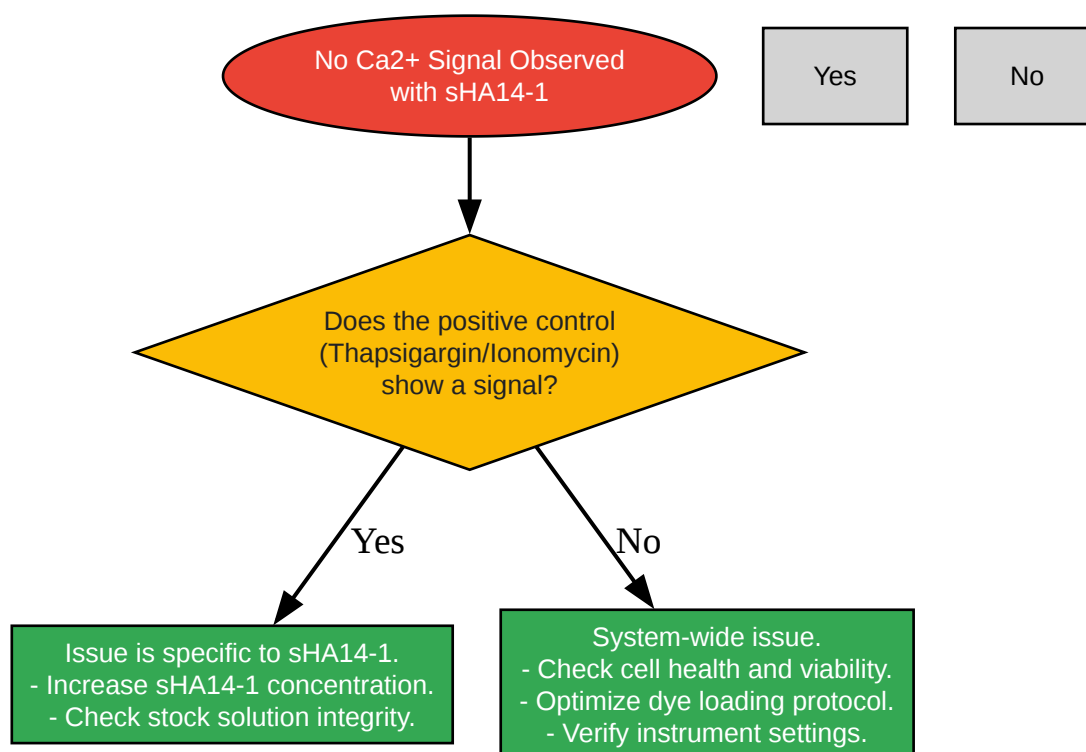 No Ca2+ Signal Observed
with sHA14-1
Yes
No
Does the positive control
(Thapsigargin/Ionomycin)
show a signal?
Yes
No
Issue is specific to sHA14-1.
- Increase sHA14-1 concentration.
- Check stock solution integrity.
System-wide issue.
- Check cell health and viability.
- Optimize dye loading protocol.
- Verify instrument settings.